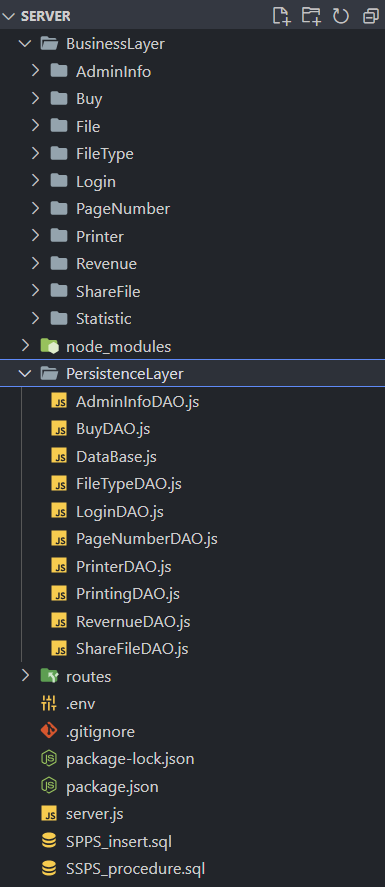 SERVER
BusinessLayer
AdminInfo
Buy
File
FileType
Login
PageNumber
Printer
Revenue
ShareFile
Statistic
node_modules
PersistenceLayer
JS AdminInfoDAO.js
JS BuyDAO.js
JS DataBase.js
JS FileTypeDAO.js
JS LoginDAO.js
JS PageNumberDAO.js
JS PrinterDAO.js
JS PrintingDAO.js
JS RevernueDAO.js
JS ShareFileDAO.js
routes
.env
.gitignore
package-lock.json
package.json
JS server.js
SPPS_insert.sql
SSPS_procedure.sql